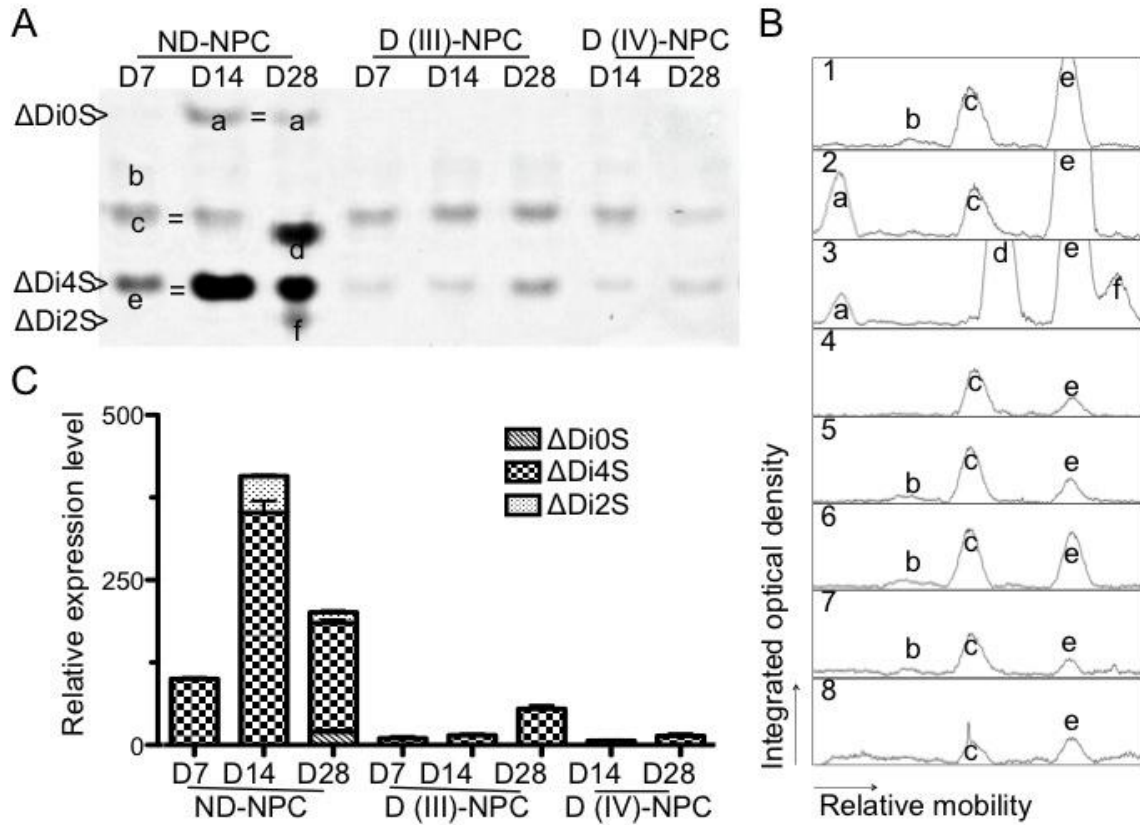 A
ND-NPC D (III)-NPC D (IV)-NPC
D7 D14 D28 D7 D14 D28 D14 D28
ΔDi0S>
a = a
b
c =
d
ΔDi4S>
e =
ΔDi2S>
f
B
1
b c e
2
a c e
3
a d e f
4
c e
5
b c e
6
b c e
7
b c e
8
c e
Integrated optical density
Relative mobility
C
Relative expression level
500
250
0
ΔDi0S
ΔDi4S
ΔDi2S
D7 D14 D28 D7 D14 D28 D14 D28
ND-NPC D (III)-NPC D (IV)-NPC